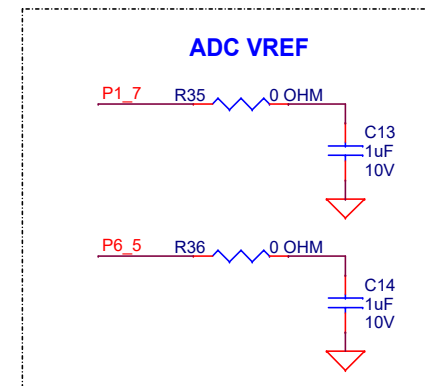 ADC VREF
P1_7 R35 0 OHM
C13
1uF
10V
P6_5 R36 0 OHM
C14
1uF
10V